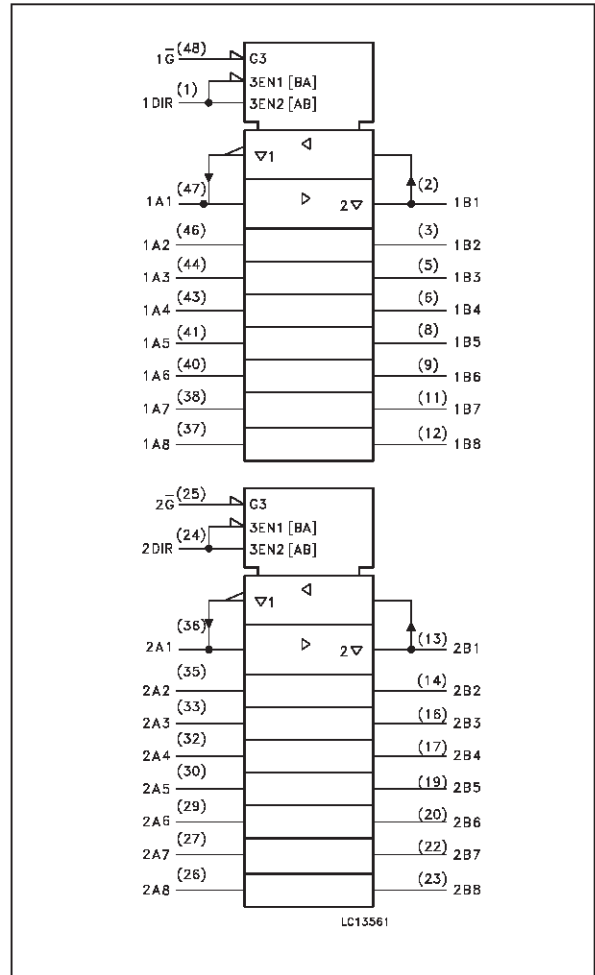 1G̅ (48) G3
3EN1 [BA]
1DIR (1) 3EN2 [AB]
▽1 ◁
1A1 (47) ▷ 2▽ (2) 1B1
1A2 (46) (3) 1B2
1A3 (44) (5) 1B3
1A4 (43) (6) 1B4
1A5 (41) (8) 1B5
1A6 (40) (9) 1B6
1A7 (38) (11) 1B7
1A8 (37) (12) 1B8
2G̅ (25) G3
3EN1 [BA]
2DIR (24) 3EN2 [AB]
▽1 ◁
2A1 (36) ▷ 2▽ (13) 2B1
2A2 (35) (14) 2B2
2A3 (33) (16) 2B3
2A4 (32) (17) 2B4
2A5 (30) (19) 2B5
2A6 (29) (20) 2B6
2A7 (27) (22) 2B7
2A8 (26) (23) 2B8
LC13561